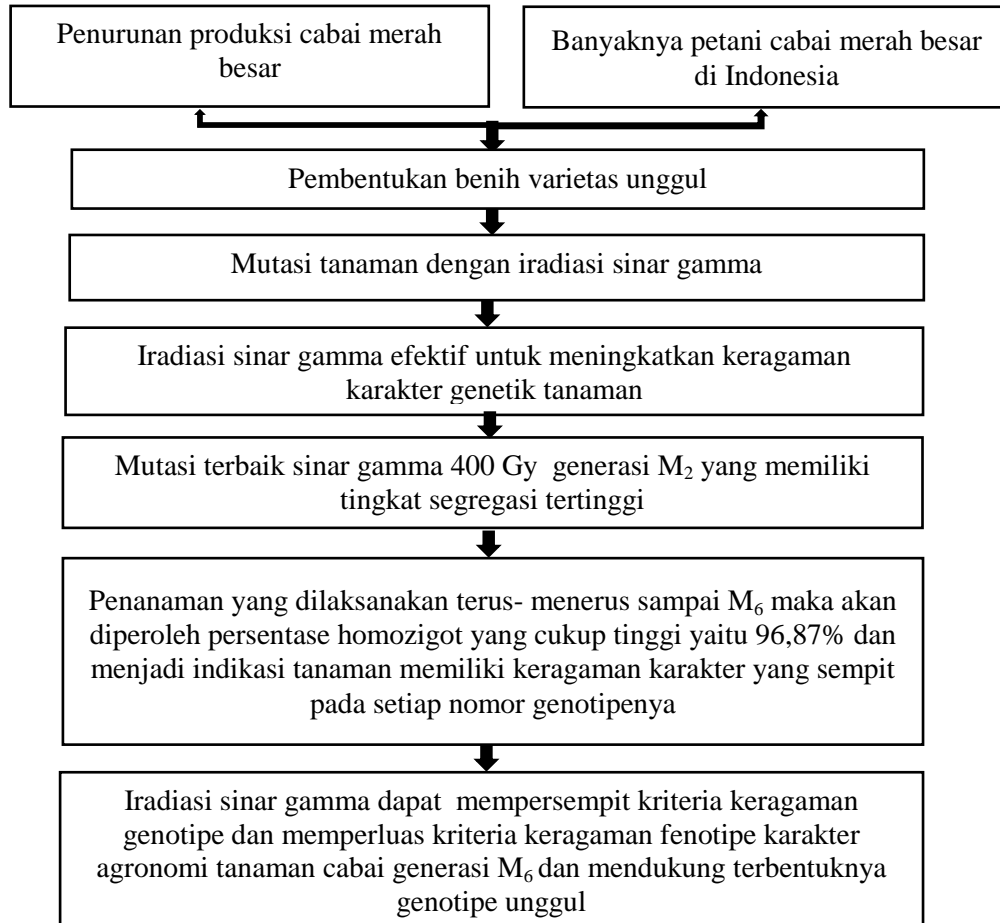 Penurunan produksi cabai merah
besar
Banyaknya petani cabai merah besar
di Indonesia
Pembentukan benih varietas unggul
Mutasi tanaman dengan iradiasi sinar gamma
Iradiasi sinar gamma efektif untuk meningkatkan keragaman
karakter genetik tanaman
Mutasi terbaik sinar gamma 400 Gy generasi M₂ yang memiliki
tingkat segregasi tertinggi
Penanaman yang dilaksanakan terus- menerus sampai M₆ maka akan
diperoleh persentase homozigot yang cukup tinggi yaitu 96,87% dan
menjadi indikasi tanaman memiliki keragaman karakter yang sempit
pada setiap nomor genotipenya
Iradiasi sinar gamma dapat mempersempit kriteria keragaman
genotipe dan memperluas kriteria keragaman fenotipe karakter
agronomi tanaman cabai generasi M₆ dan mendukung terbentuknya
genotipe unggul